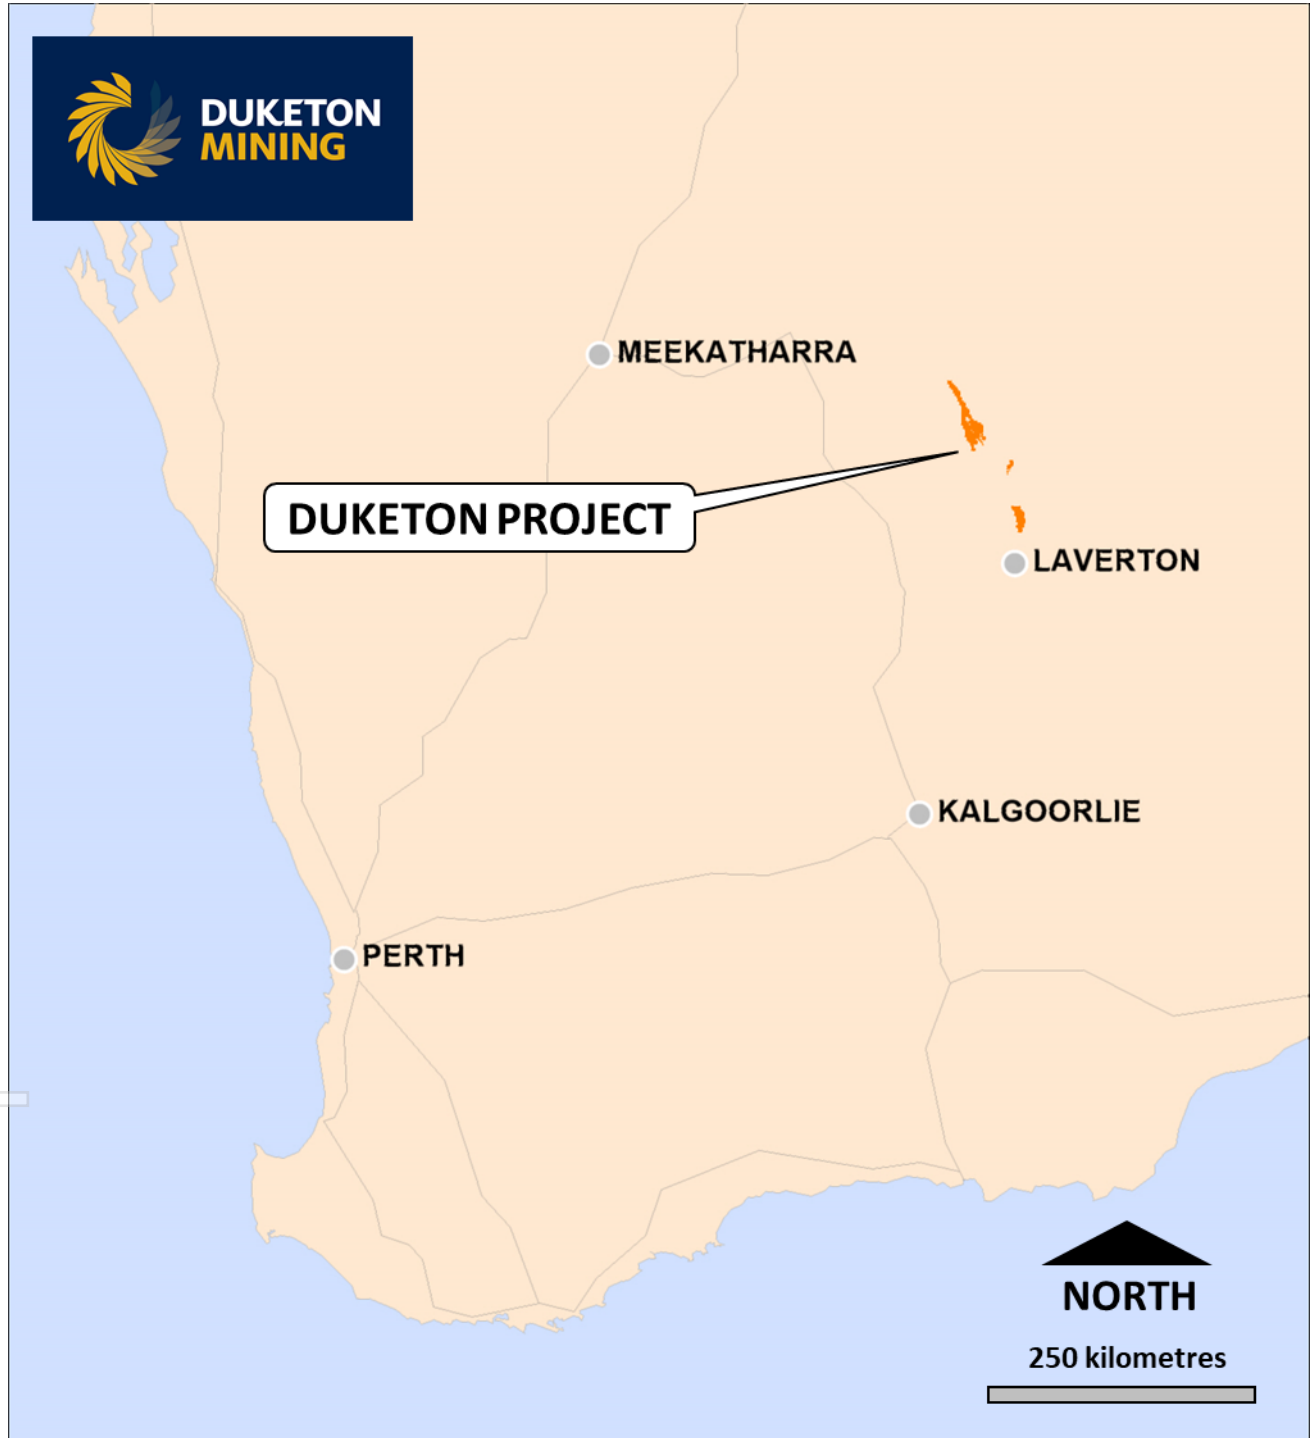 DUKETON
MINING
MEEKATHARRA
DUKETON PROJECT
LAVERTON
KALGOORLIE
PERTH
NORTH
250 kilometres